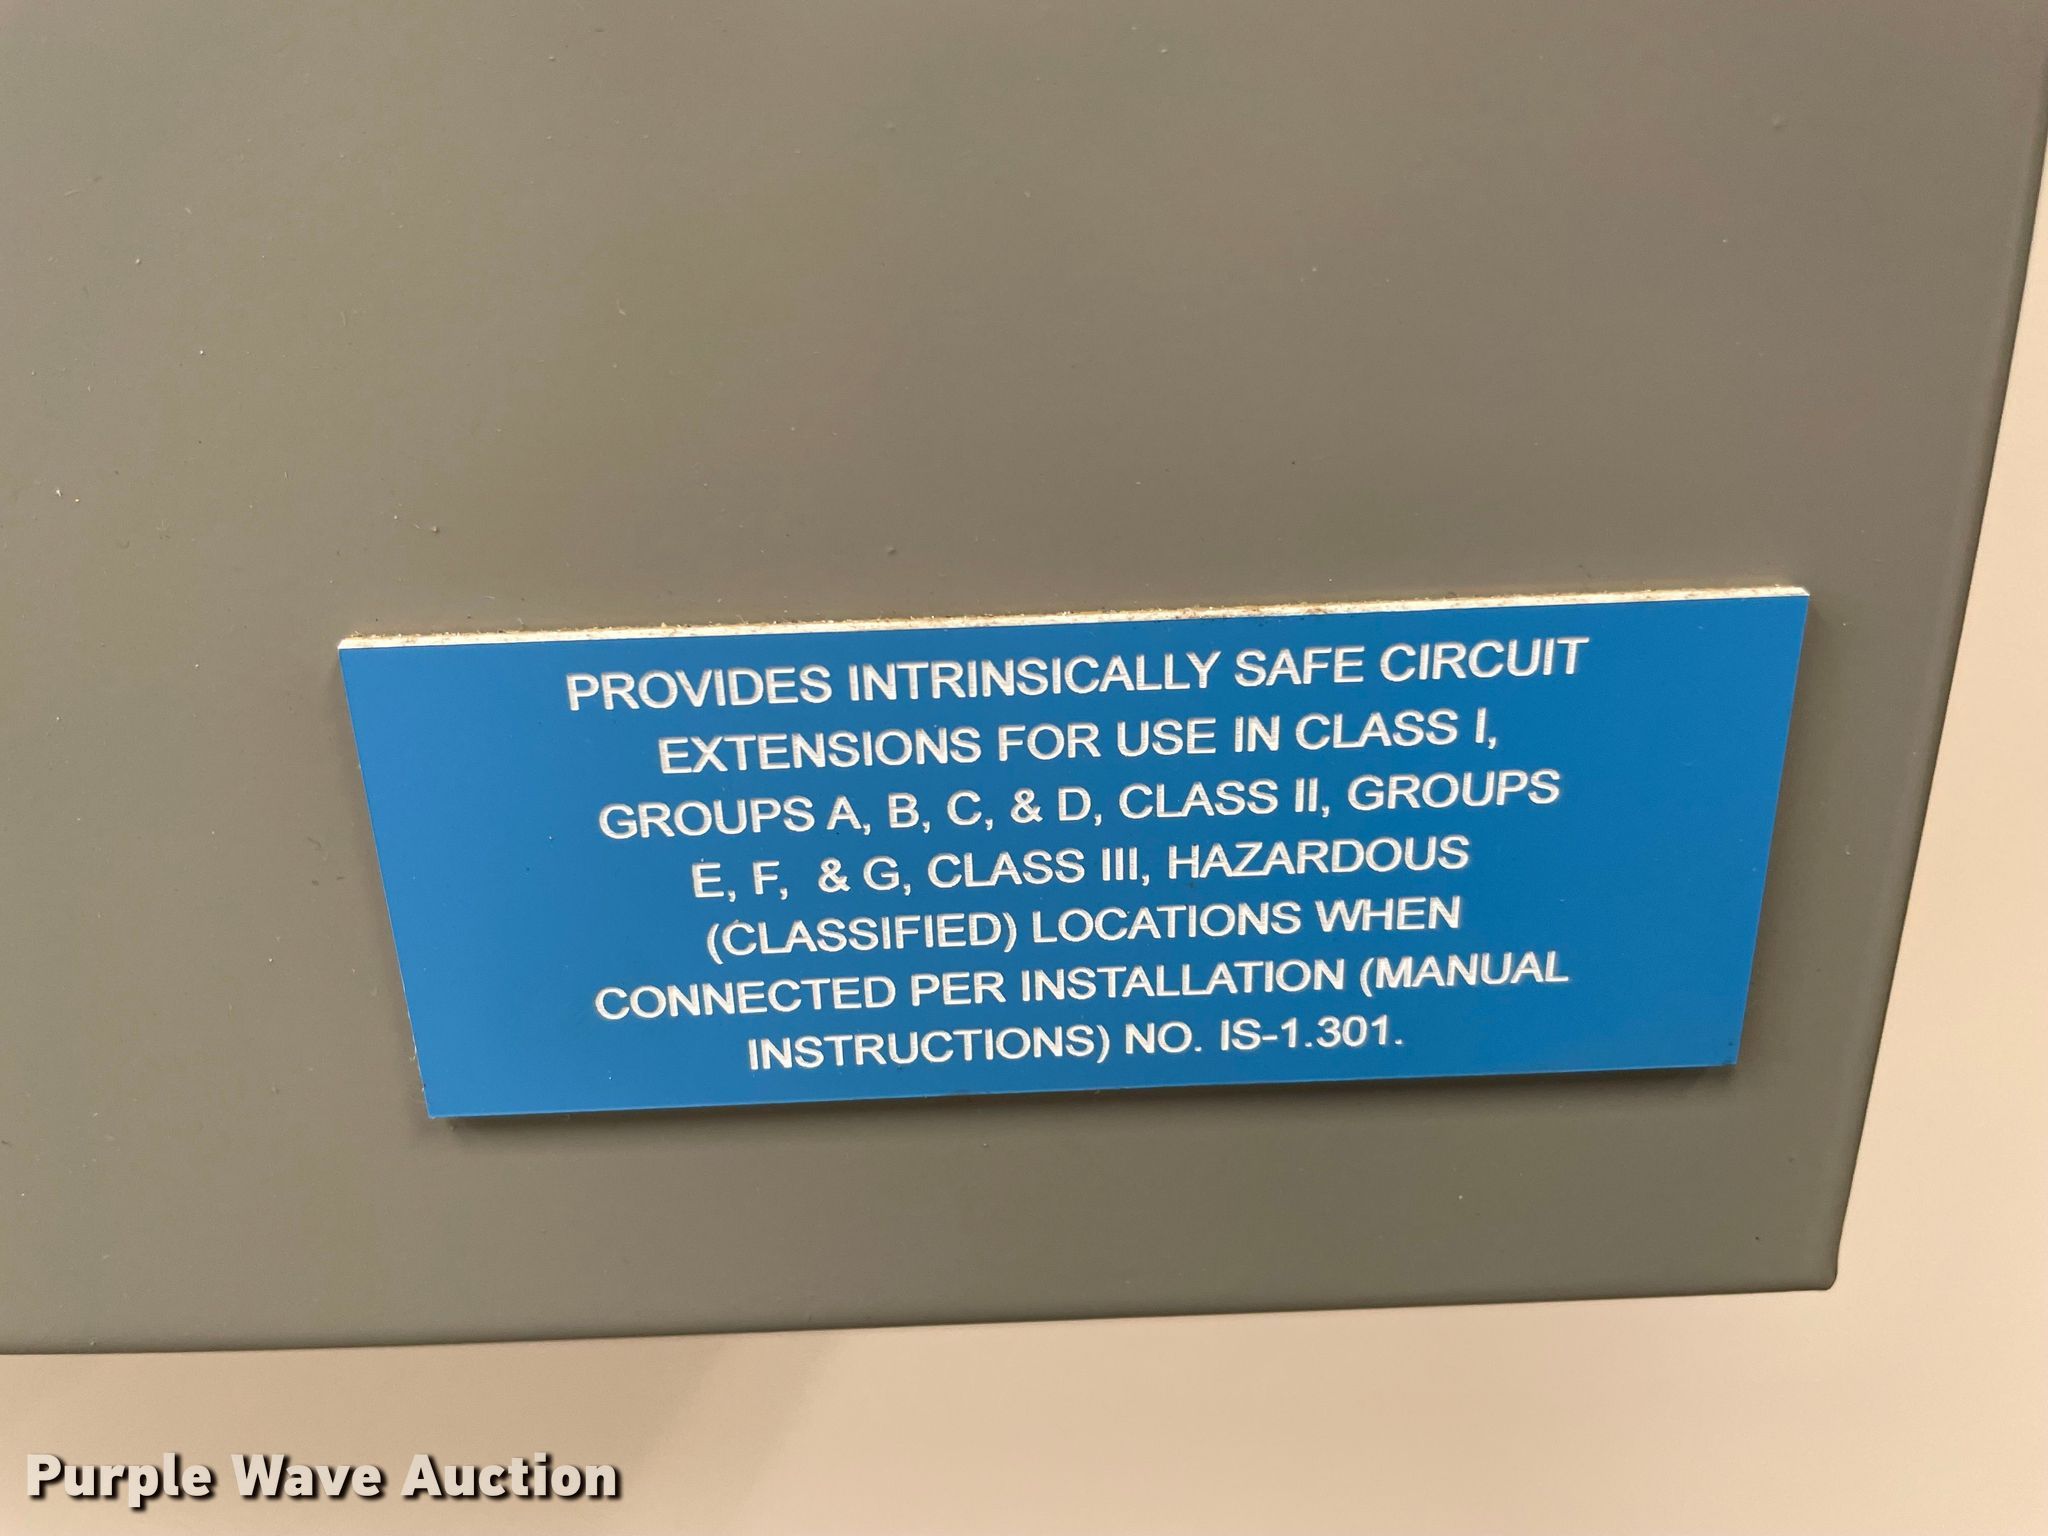 PROVIDES INTRINSICALLY SAFE CIRCUIT
EXTENSIONS FOR USE IN CLASS I,
GROUPS A, B, C, & D, CLASS II, GROUPS
E, F, & G, CLASS III, HAZARDOUS
(CLASSIFIED) LOCATIONS WHEN
CONNECTED PER INSTALLATION (MANUAL
INSTRUCTIONS) NO. IS-1.301.
Purple Wave Auction